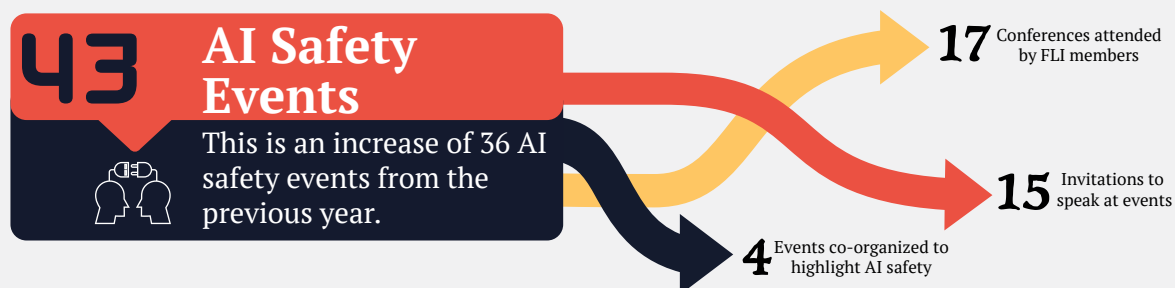 43
AI Safety
Events
This is an increase of 36 AI
safety events from the
previous year.
17
Conferences attended
by FLI members
15
Invitations to
speak at events
4
Events co-organized to
highlight AI safety